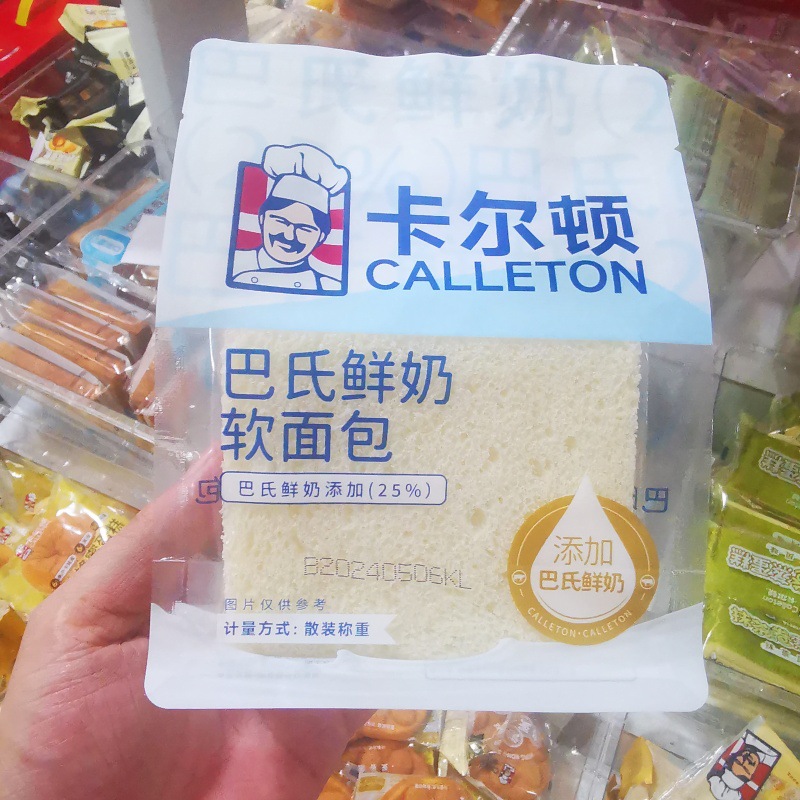 卡尔顿
CALLETON
巴氏鲜奶
软面包
巴氏鲜奶添加(25%)
添加
巴氏鲜奶
CALLETON·CALLETON
B20240506KL
图片仅供参考
计量方式: 散装称重